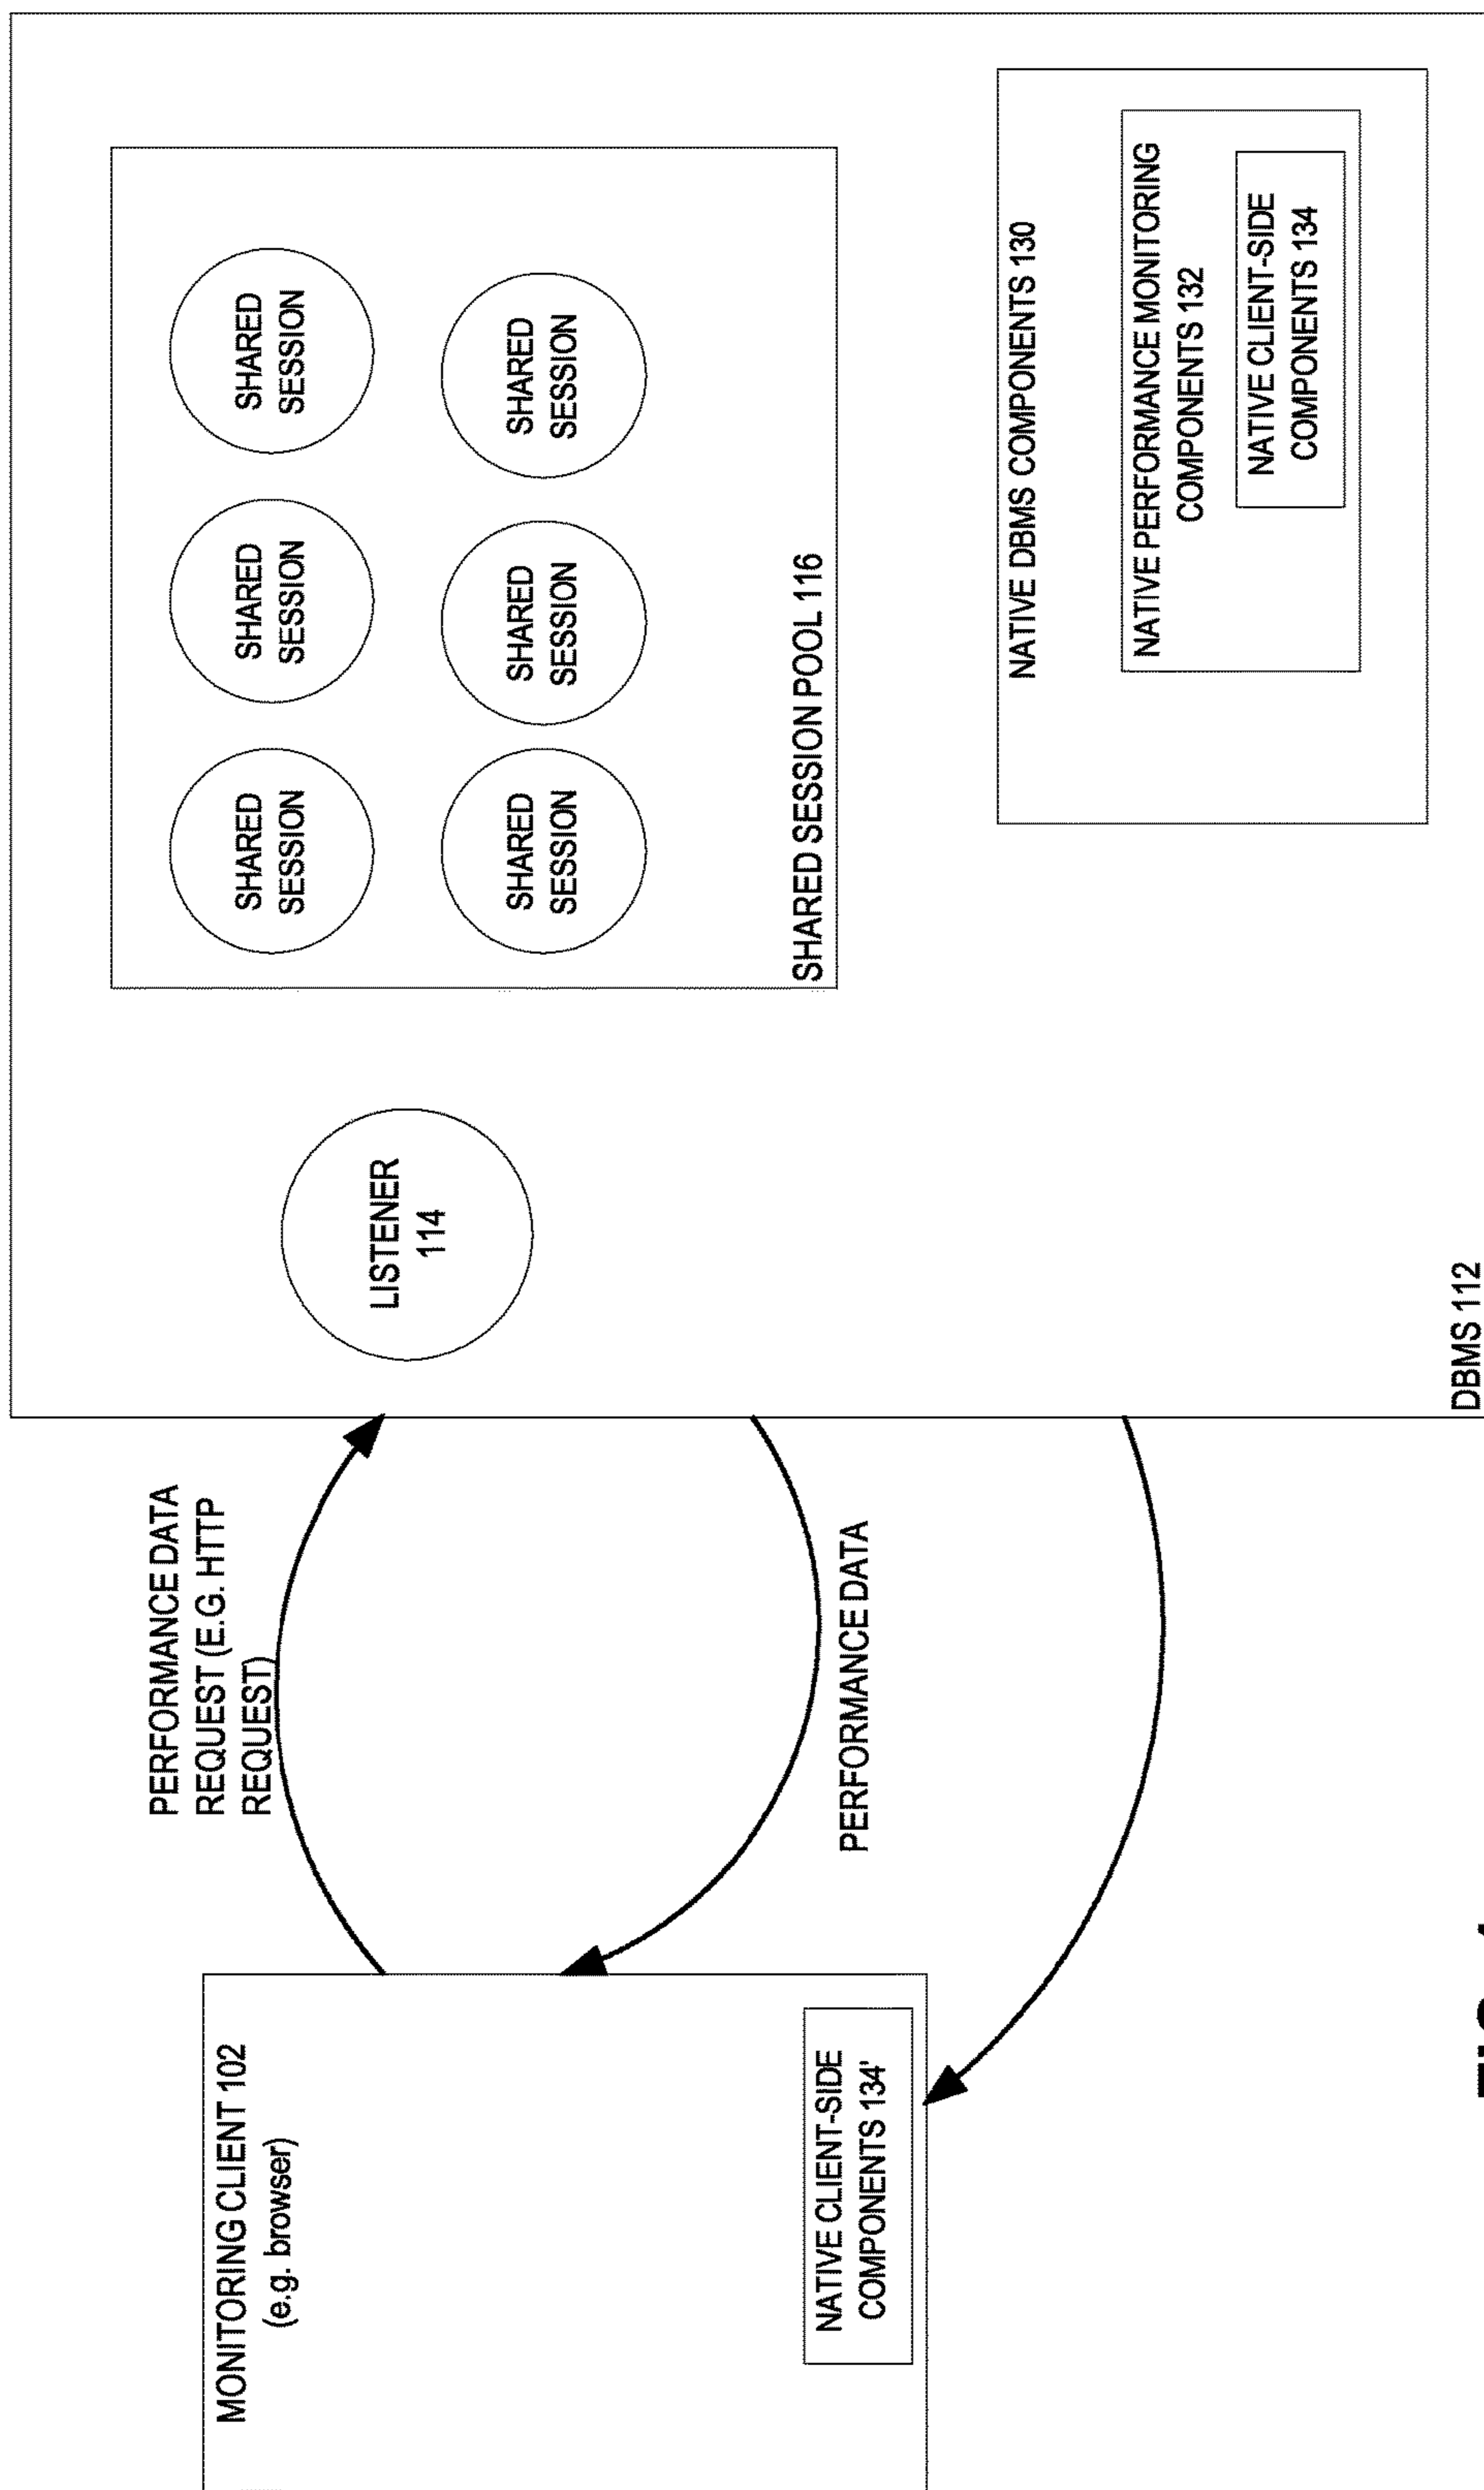 MONITORING CLIENT 102
(e.g. browser)
NATIVE CLIENT-SIDE
COMPONENTS 134'
PERFORMANCE DATA
REQUEST (E.G. HTTP
REQUEST)
PERFORMANCE DATA
LISTENER
114
SHARED
SESSION
SHARED
SESSION
SHARED
SESSION
SHARED
SESSION
SHARED
SESSION
SHARED
SESSION
SHARED SESSION POOL 116
NATIVE DBMS COMPONENTS 130
NATIVE PERFORMANCE MONITORING
COMPONENTS 132
NATIVE CLIENT-SIDE
COMPONENTS 134
DBMS 112